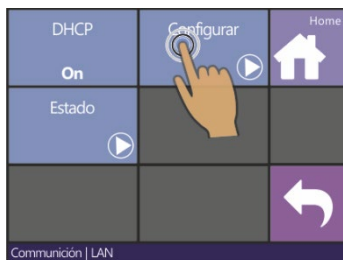 DHCP
Configurar
Home
On
Estado
Communición | LAN